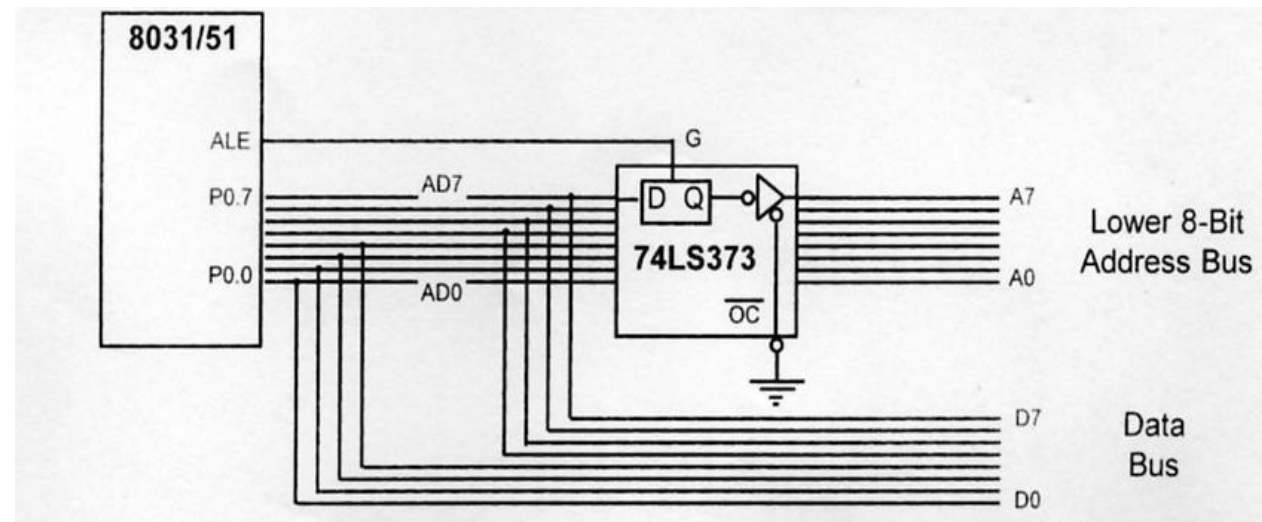 8031/51
ALE
G
P0.7
AD7
D Q
A7
Lower 8-Bit
Address Bus
74LS373
P0.0
AD0
A0
OC
D7
Data
Bus
D0